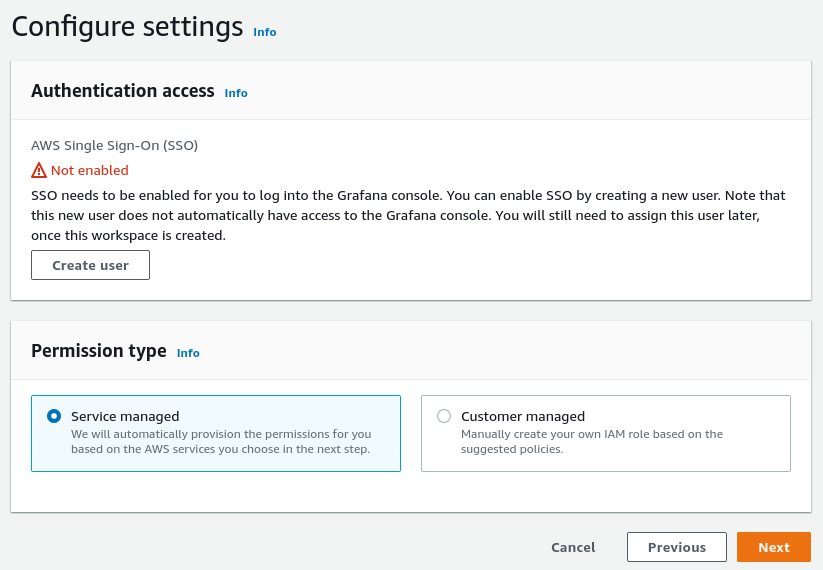 Configure settings Info
Authentication access Info
AWS Single Sign-On (SSO)
Not enabled
SSO needs to be enabled for you to log into the Grafana console. You can enable SSO by creating a new user. Note that
this new user does not automatically have access to the Grafana console. You will still need to assign this user later,
once this workspace is created.
Create user
Permission type Info
Service managed
We will automatically provision the permissions for you
based on the AWS services you choose in the next step.
Customer managed
Manually create your own IAM role based on the
suggested policies.
Cancel
Previous
Next